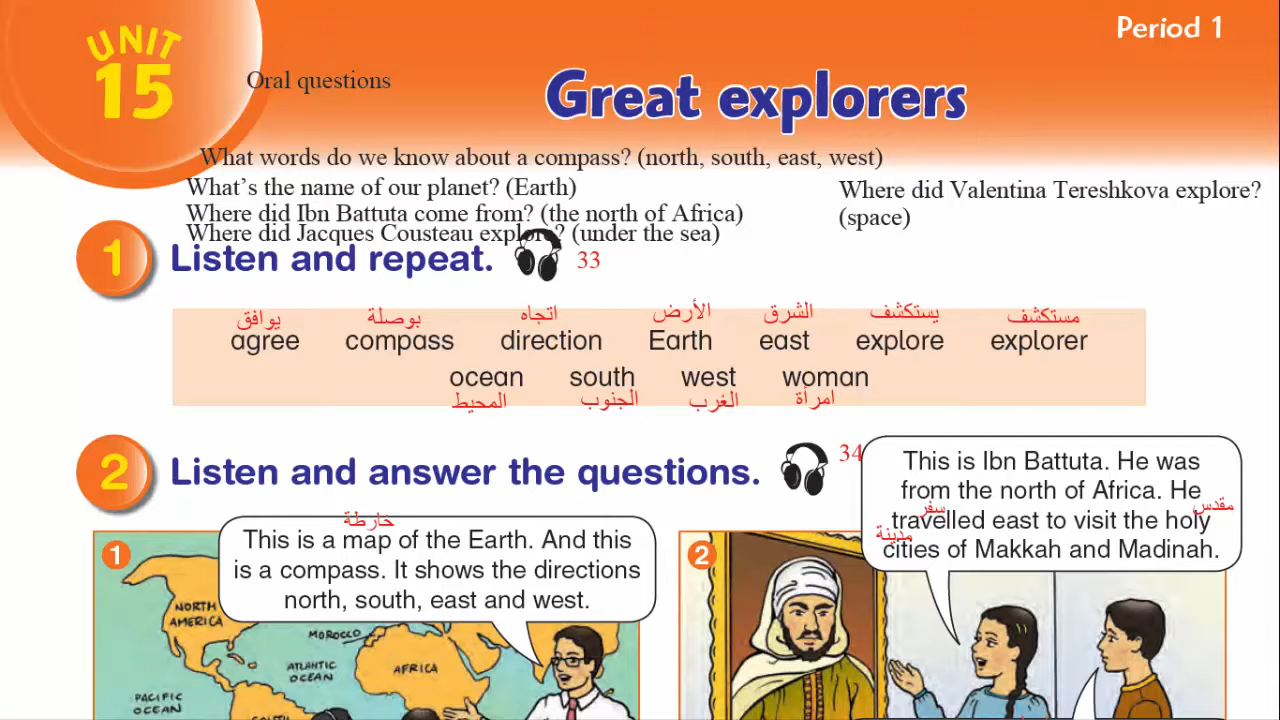 UNIT
15
Period 1
Oral questions
Great explorers
What words do we know about a compass? (north, south, east, west)
What's the name of our planet? (Earth)
Where did Valentina Tereshkova explore?
(space)
Where did Ibn Battuta come from? (the north of Africa)
Where did Jacques Cousteau explore? (under the sea)
1
Listen and repeat.
33
يوافق بوصلة اتجاه الأرض الشرق يستكشف مستكشف
agree compass direction Earth east explore explorer
ocean south west woman
المحيط الجنوب الغرب امرأة
2
Listen and answer the questions.
34
1
خارطة
This is a map of the Earth. And this
is a compass. It shows the directions
north, south, east and west.
NORTH
AMERICA
MOROCCO
ATLANTIC
OCEAN
AFRICA
PACIFIC
OCEAN
SOUTH
2
This is Ibn Battuta. He was
from the north of Africa. He
سفر مقدس
travelled east to visit the holy
مدينة
cities of Makkah and Madinah.